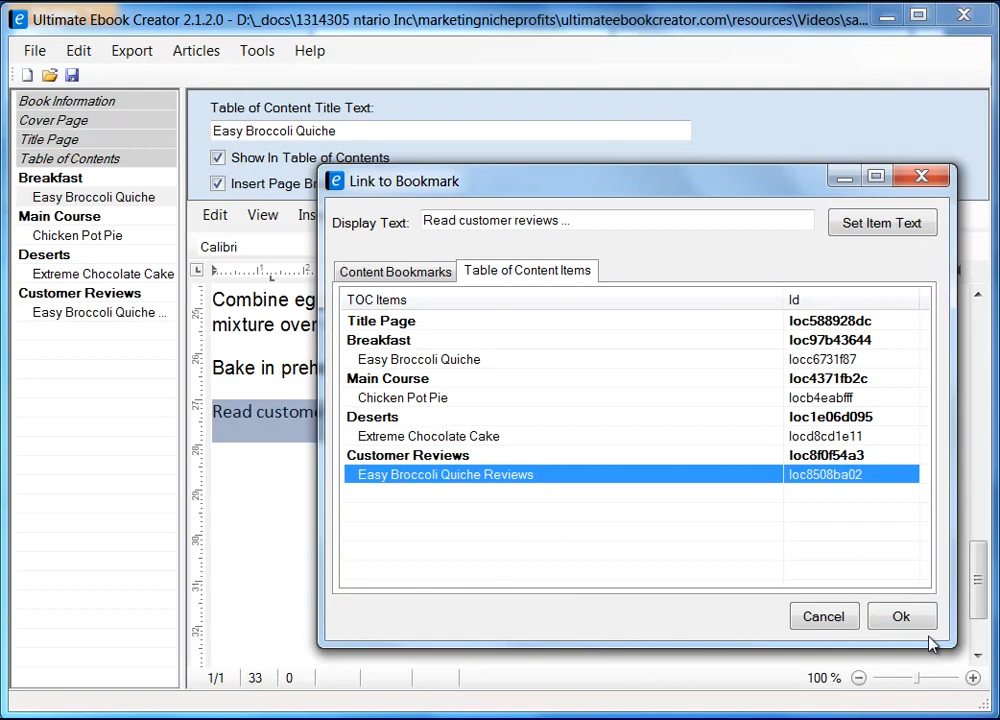 Ultimate Ebook Creator 2.1.2.0 - D:\_docs\1314305 ntario Inc\marketingnicheprofits\ultimateebookcreator.com\resources\Videos\sa...
File Edit Export Articles Tools Help
Book Information
Cover Page
Title Page
Table of Contents
Breakfast
Easy Broccoli Quiche
Main Course
Chicken Pot Pie
Deserts
Extreme Chocolate Cake
Customer Reviews
Easy Broccoli Quiche ...
Table of Content Title Text:
Easy Broccoli Quiche
Show In Table of Contents
Insert Page Br
Edit View Ins
Calibri
Combine eg
mixture over
Bake in preh
Read custome
Link to Bookmark
Display Text: Read customer reviews ... Set Item Text
Content Bookmarks Table of Content Items
TOC Items Id
Title Page loc588928dc
Breakfast loc97b43644
Easy Broccoli Quiche locc6731f87
Main Course loc4371fb2c
Chicken Pot Pie locb4eabfff
Deserts loc1e06d095
Extreme Chocolate Cake locd8cd1e11
Customer Reviews loc8f0f54a3
Easy Broccoli Quiche Reviews loc8508ba02
Cancel Ok
1/1 33 0 100 %